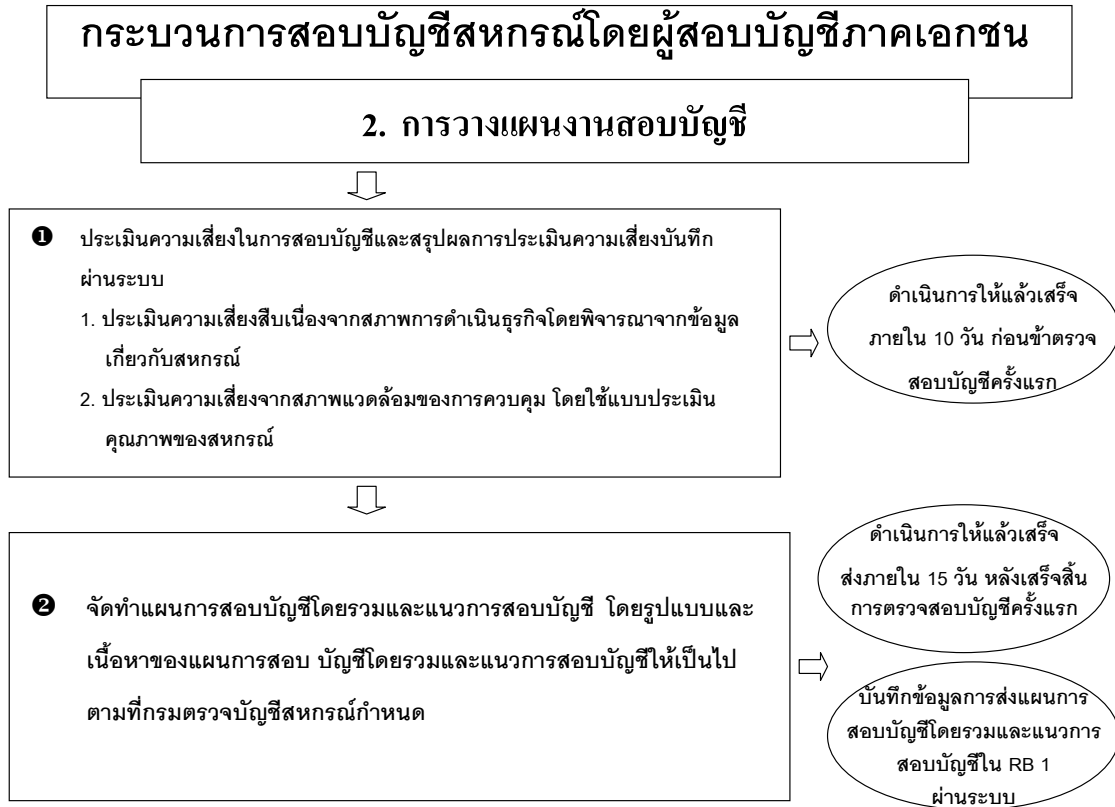 กระบวนการสอบบัญชีสหกรณ์โดยผู้สอบบัญชีภาคเอกชน
2. การวางแผนงานสอบบัญชี
❶ ประเมินความเสี่ยงในการสอบบัญชีและสรุปผลการประเมินความเสี่ยงบันทึก
ผ่านระบบ
1. ประเมินความเสี่ยงสืบเนื่องจากสภาพการดำเนินธุรกิจโดยพิจารณาจากข้อมูล
เกี่ยวกับสหกรณ์
2. ประเมินความเสี่ยงจากสภาพแวดล้อมของการควบคุม โดยใช้แบบประเมิน
คุณภาพของสหกรณ์
ดำเนินการให้แล้วเสร็จ
ภายใน 10 วัน ก่อนข้าตรวจ
สอบบัญชีครั้งแรก
❷ จัดทำแผนการสอบบัญชีโดยรวมและแนวการสอบบัญชี โดยรูปแบบและ
เนื้อหาของแผนการสอบ บัญชีโดยรวมและแนวการสอบบัญชีให้เป็นไป
ตามที่กรมตรวจบัญชีสหกรณ์กำหนด
ดำเนินการให้แล้วเสร็จ
ส่งภายใน 15 วัน หลังเสร็จสิ้น
การตรวจสอบบัญชีครั้งแรก
บันทึกข้อมูลการส่งแผนการ
สอบบัญชีโดยรวมและแนวการ
สอบบัญชีใน RB 1
ผ่านระบบ